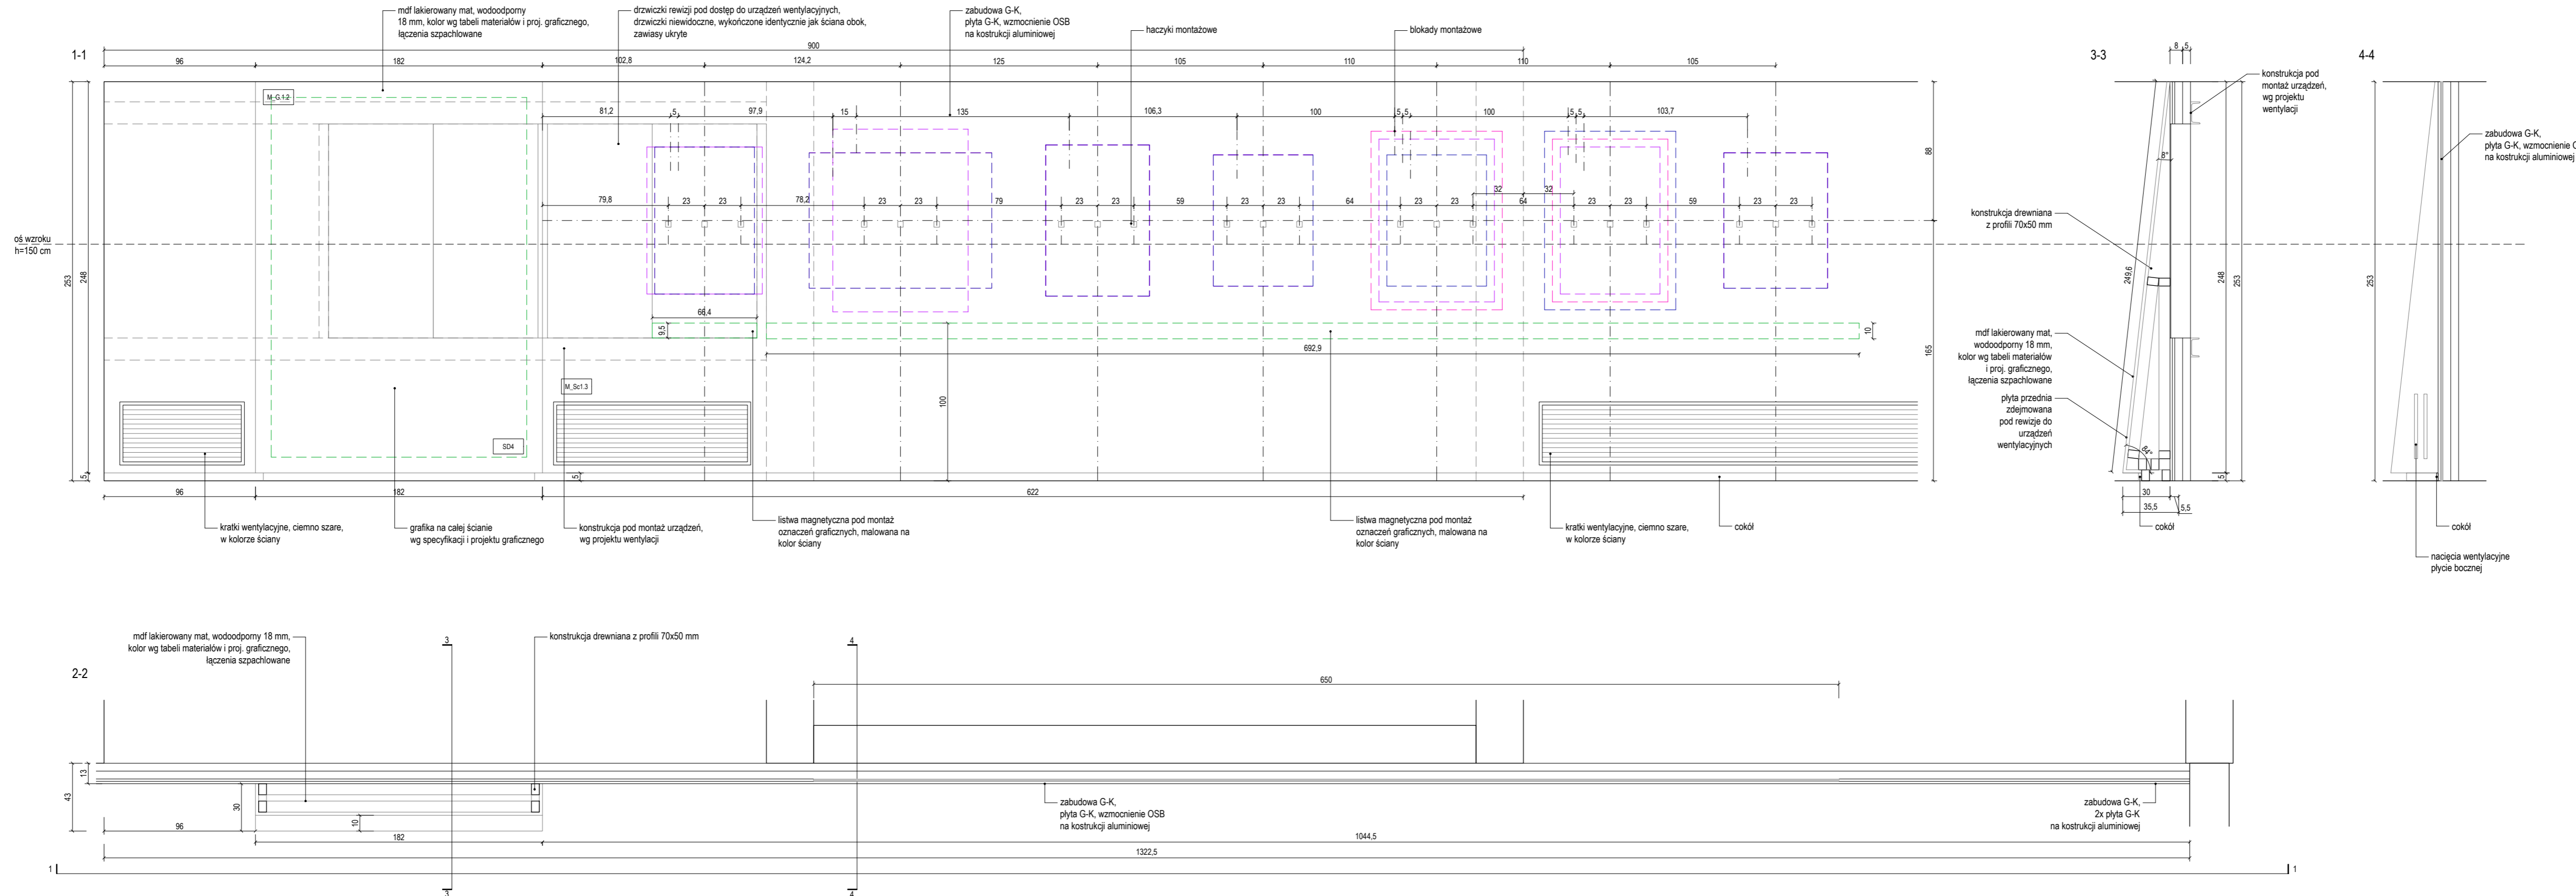 mdf lakierowany mat, wodoodporny
18 mm, kolor wg tabeli materiałów i proj. graficznego,
łączenia szpachlowane
drzwiczki rewizji pod dostęp do urządzeń wentylacyjnych,
drzwiczki niewidoczne, wykończone identycznie jak ściana obok,
zawiasy ukryte
zabudowa G-K,
płyta G-K, wzmocnienie OSB
na kostrukcji aluminiowej
haczyki montażowe
blokady montażowe
1-1
900
96
182
102,8
124,2
125
105
110
110
105
M_G.1.2
81,2
5
97,9
15
135
106,3
100
5
5
100
5
5
103,7
88
79,8
23
23
78,2
23
23
79
23
23
59
23
23
64
23
23
32
32
64
23
23
59
23
23
oś wzroku
h=150 cm
253
248
66,4
9,5
10
692,9
165
M_Sc1.3
100
SD4
5
5
96
182
622
kratki wentylacyjne, ciemno szare,
w kolorze ściany
grafika na całej ścianie
wg specyfikacji i projektu graficznego
konstrukcja pod montaż urządzeń,
wg projektu wentylacji
listwa magnetyczna pod montaż
oznaczeń graficznych, malowana na
kolor ściany
listwa magnetyczna pod montaż
oznaczeń graficznych, malowana na
kolor ściany
kratki wentylacyjne, ciemno szare,
w kolorze ściany
cokół
3-3
8
5
konstrukcja pod
montaż urządzeń,
wg projektu
wentylacji
8°
konstrukcja drewniana
z profili 70x50 mm
249,6
248
253
mdf lakierowany mat,
wodoodporny 18 mm,
kolor wg tabeli materiałów
i proj. graficznego,
łączenia szpachlowane
płyta przednia
zdejmowana
pod rewizje do
urządzeń
wentylacyjnych
84°
5
30
35,5
5,5
cokół
4-4
zabudowa G-K,
płyta G-K, wzmocnienie
na kostrukcji aluminiowej
253
cokół
nacięcia wentylacyjne
płycie bocznej
2-2
mdf lakierowany mat, wodoodporny 18 mm,
kolor wg tabeli materiałów i proj. graficznego,
łączenia szpachlowane
konstrukcja drewniana z profili 70x50 mm
3
4
650
13
43
30
10
96
182
1044,5
1322,5
zabudowa G-K,
płyta G-K, wzmocnienie OSB
na kostrukcji aluminiowej
zabudowa G-K,
2x płyta G-K
na kostrukcji aluminiowej
1
1
3
4